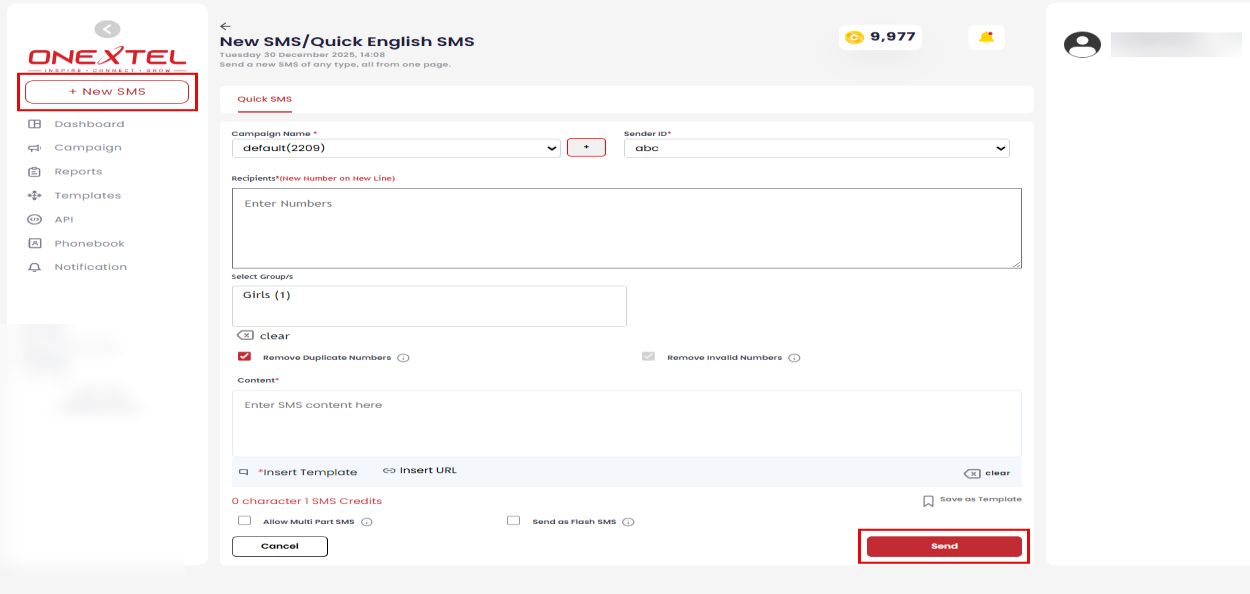 ONEXTEL
INSPIRE • CONNECT • GROW
+ New SMS
Dashboard
Campaign
Reports
Templates
API
Phonebook
Notification
New SMS/Quick English SMS
Tuesday 30 December 2025, 14:08
Send a new SMS of any type, all from one page.
9,977
Quick SMS
Campaign Name *
Sender ID*
default(2209)
+
abc
Recipients*(New Number on New Line)
Enter Numbers
Select Group/s
Girls (1)
clear
Remove Duplicate Numbers
Remove Invalid Numbers
Content*
Enter SMS content here
*Insert Template
Insert URL
clear
0 character 1 SMS Credits
Save as Template
Allow Multi Part SMS
Send as Flash SMS
Cancel
Send